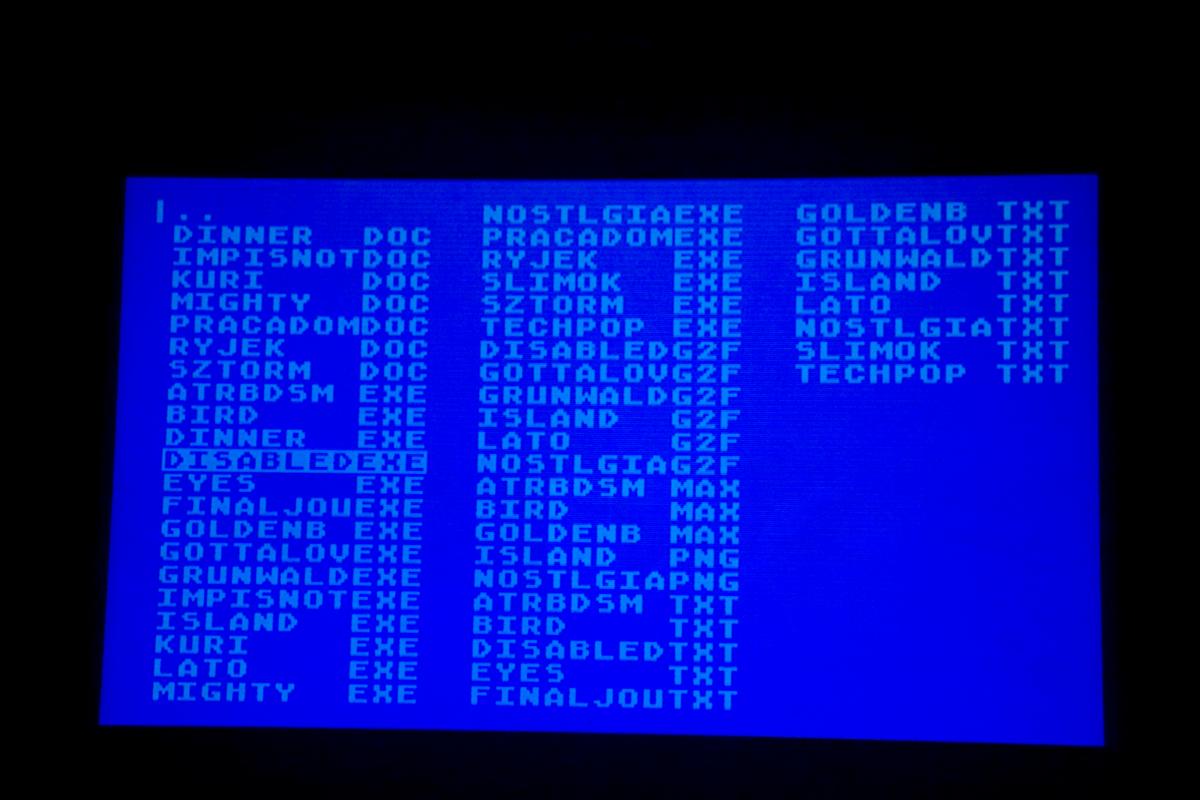 ..
DINNER DOC
IMPISNOTDOC
KURI DOC
MIGHTY DOC
PRACADOMDOC
RYJEK DOC
SZTORM DOC
ATRBDSM EXE
BIRD EXE
DINNER EXE
DISABLEDEXE
EYES EXE
FINALJOUEXE
GOLDENB EXE
GOTTALOVEXE
GRUNWALDEXE
IMPISNOTEXE
ISLAND EXE
KURI EXE
LATO EXE
MIGHTY EXE
NOSTLGIAEXE
PRACADOMEXE
RYJEK EXE
SLIMOK EXE
SZTORM EXE
TECHPOP EXE
DISABLEDG2F
GOTTALOVG2F
GRUNWALDG2F
ISLAND G2F
LATO G2F
NOSTLGIAG2F
ATRBDSM MAX
BIRD MAX
GOLDENB MAX
ISLAND PNG
NOSTLGIAPNG
ATRBDSM TXT
BIRD TXT
DISABLEDTXT
EYES TXT
FINALJOUTXT
GOLDENB TXT
GOTTALOVTXT
GRUNWALDTXT
ISLAND TXT
LATO TXT
NOSTLGIATXT
SLIMOK TXT
TECHPOP TXT